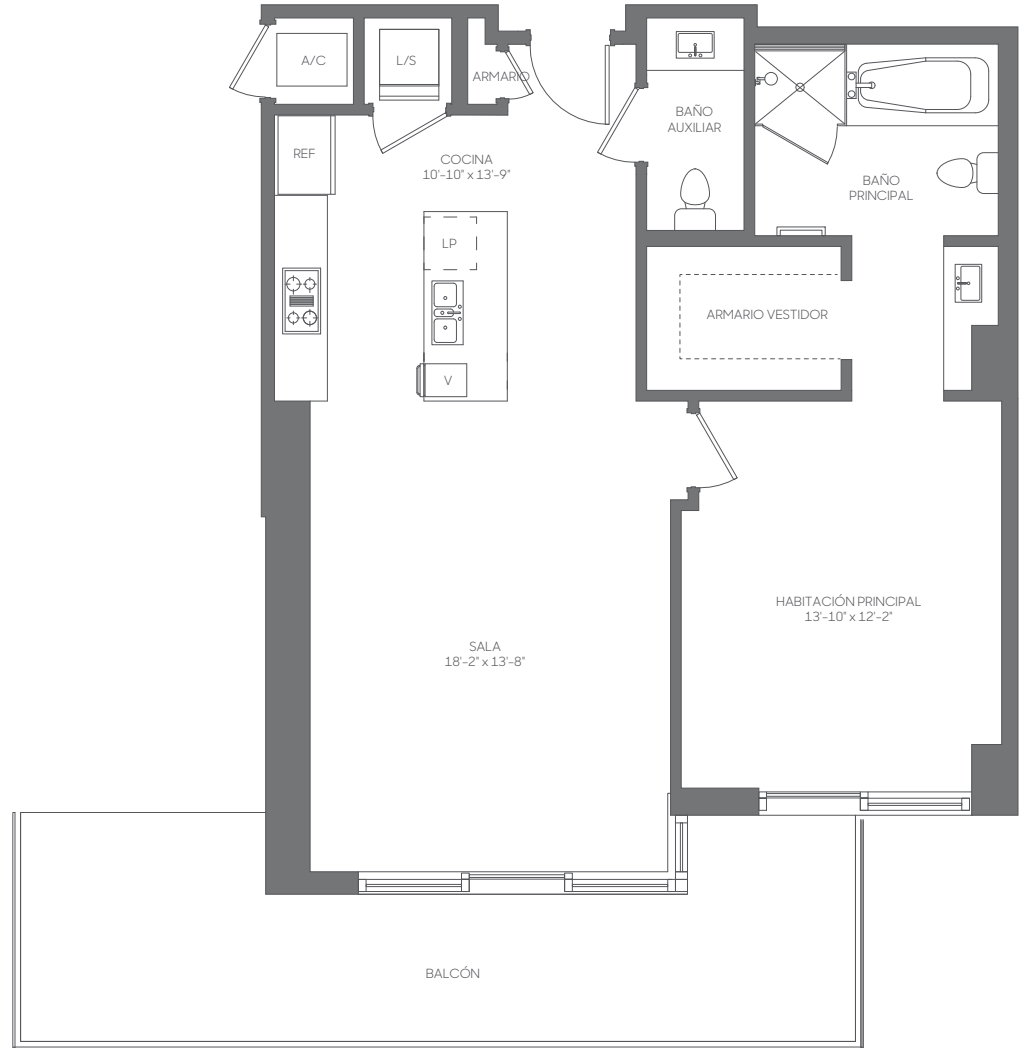 A/C
L/S
ARMARIO
BAÑO
AUXILIAR
REF
COCINA
10'-10" x 13'-9"
BAÑO
PRINCIPAL
LP
ARMARIO VESTIDOR
V
HABITACIÓN PRINCIPAL
13'-10" x 12'-2"
SALA
18'-2" x 13'-8"
BALCÓN